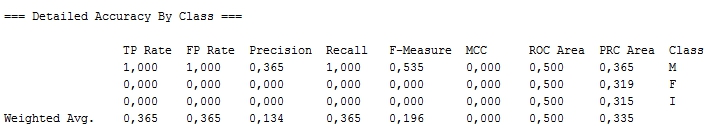 === Detailed Accuracy By Class ===
TP Rate FP Rate Precision Recall F-Measure MCC ROC Area PRC Area Class
1,000 1,000 0,365 1,000 0,535 0,000 0,500 0,365 M
0,000 0,000 0,000 0,000 0,000 0,000 0,500 0,319 F
0,000 0,000 0,000 0,000 0,000 0,000 0,500 0,315 I
Weighted Avg. 0,365 0,365 0,134 0,365 0,196 0,000 0,500 0,335